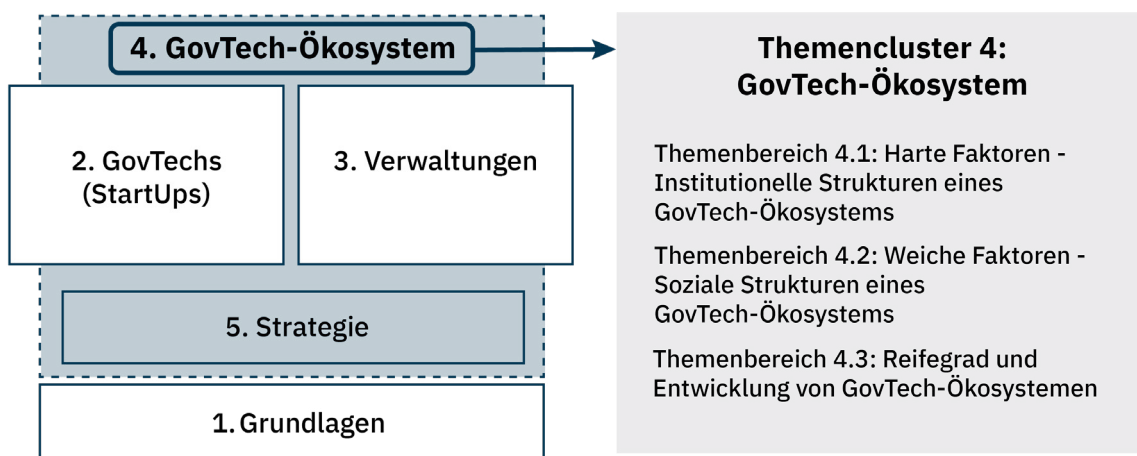 4. GovTech-Ökosystem
2. GovTechs
(StartUps)
3. Verwaltungen
5. Strategie
1. Grundlagen
Themencluster 4:
GovTech-Ökosystem
Themenbereich 4.1: Harte Faktoren -
Institutionelle Strukturen eines
GovTech-Ökosystems
Themenbereich 4.2: Weiche Faktoren -
Soziale Strukturen eines
GovTech-Ökosystems
Themenbereich 4.3: Reifegrad und
Entwicklung von GovTech-Ökosystemen